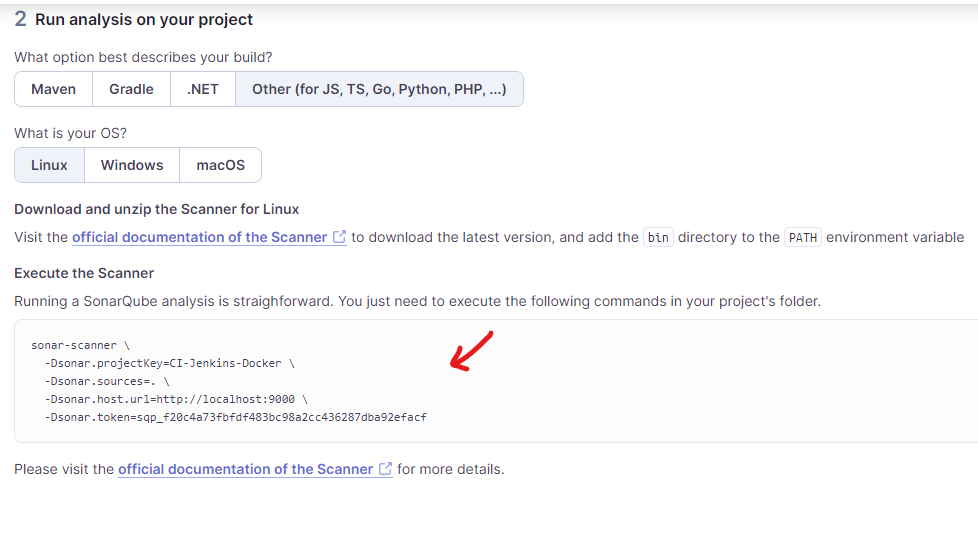 2 Run analysis on your project
What option best describes your build?
Maven Gradle .NET Other (for JS, TS, Go, Python, PHP, ...)
What is your OS?
Linux Windows macOS
Download and unzip the Scanner for Linux
Visit the official documentation of the Scanner to download the latest version, and add the bin directory to the PATH environment variable
Execute the Scanner
Running a SonarQube analysis is straighforward. You just need to execute the following commands in your project's folder.
sonar-scanner \
-Dsonar.projectKey=CI-Jenkins-Docker \
-Dsonar.sources=. \
-Dsonar.host.url=http://localhost:9000 \
-Dsonar.token=sqp_f20c4a73fbfdf483bc98a2cc436287dba92efacf
Please visit the official documentation of the Scanner for more details.